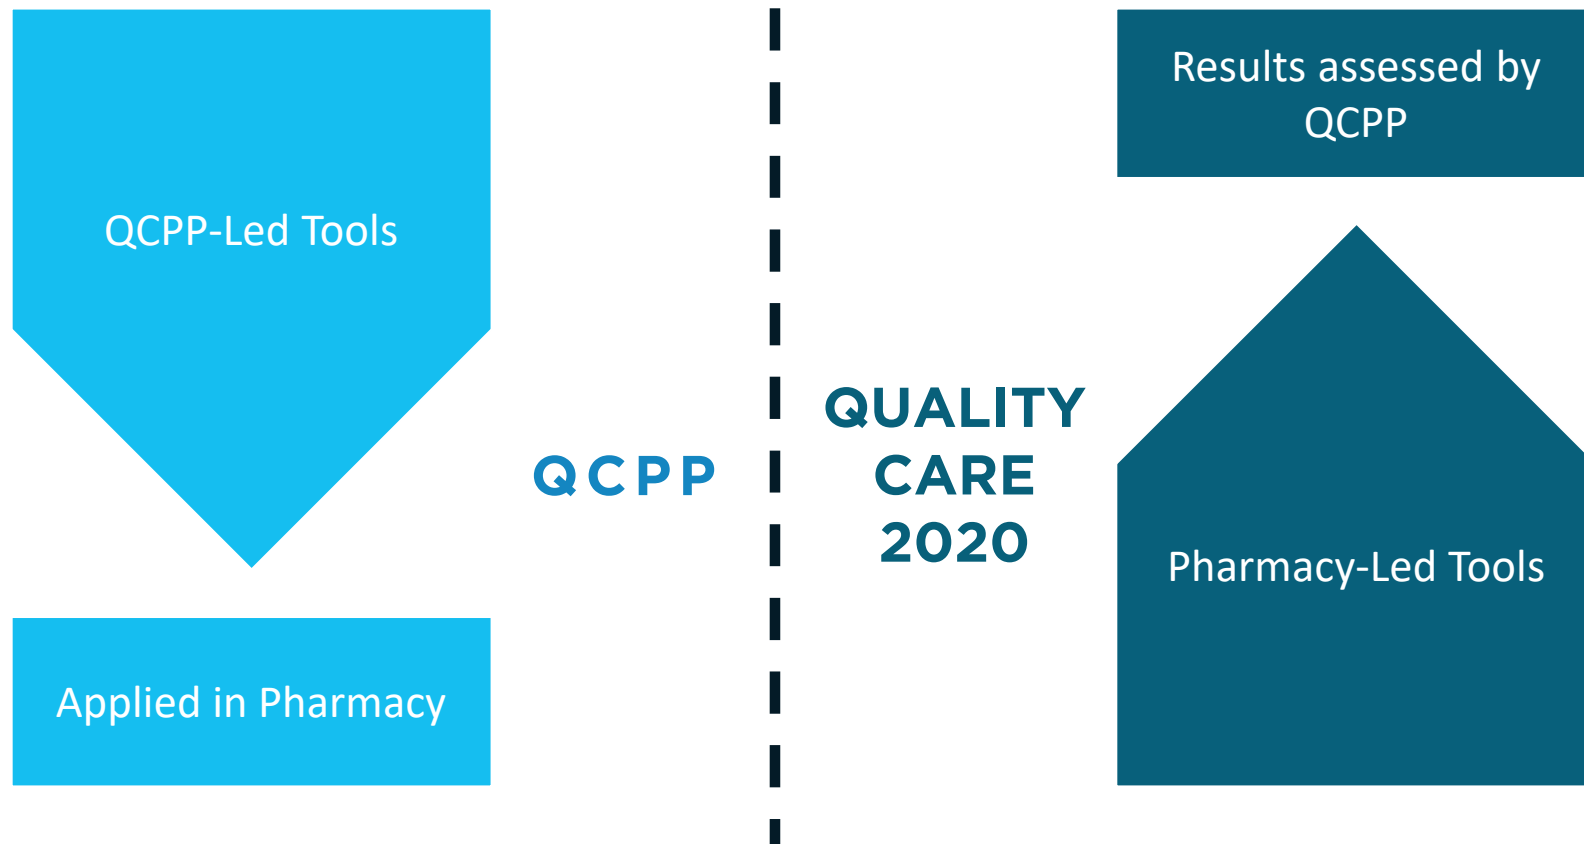 QCPP-Led Tools
Applied in Pharmacy
QCPP
QUALITY
CARE
2020
Results assessed by
QCPP
Pharmacy-Led Tools